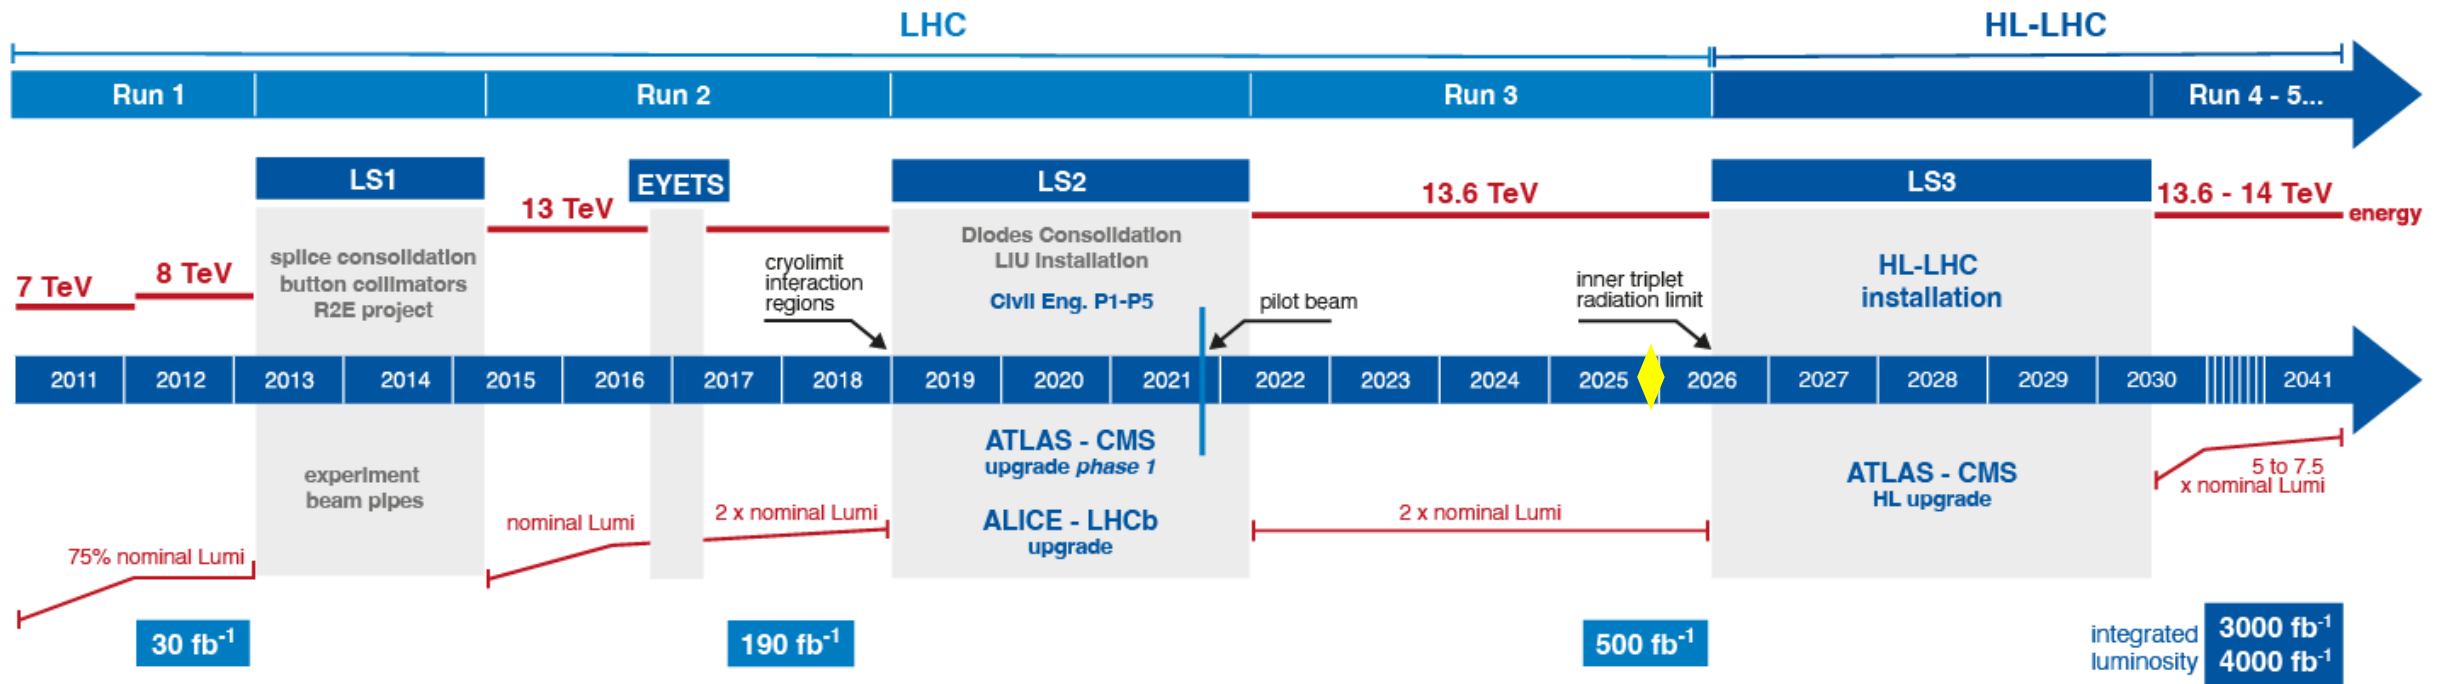 LHC
HL-LHC
Run 1
Run 2
Run 3
Run 4 - 5...
LS1
EYETS
LS2
LS3
13 TeV
13.6 TeV
13.6 - 14 TeV
energy
7 TeV
8 TeV
splice consolidation
button collimators
R2E project
cryolimit
interaction
regions
Diodes Consolidation
LIU Installation
Civil Eng. P1-P5
pilot beam
inner triplet
radiation limit
HL-LHC
installation
2011
2012
2013
2014
2015
2016
2017
2018
2019
2020
2021
2022
2023
2024
2025
2026
2027
2028
2029
2030
2041
experiment
beam pipes
ATLAS - CMS
upgrade phase 1
ALICE - LHCb
upgrade
ATLAS - CMS
HL upgrade
5 to 7.5
x nominal Lumi
75% nominal Lumi
nominal Lumi
2 x nominal Lumi
2 x nominal Lumi
30 fb⁻¹
190 fb⁻¹
500 fb⁻¹
integrated
luminosity
3000 fb⁻¹
4000 fb⁻¹